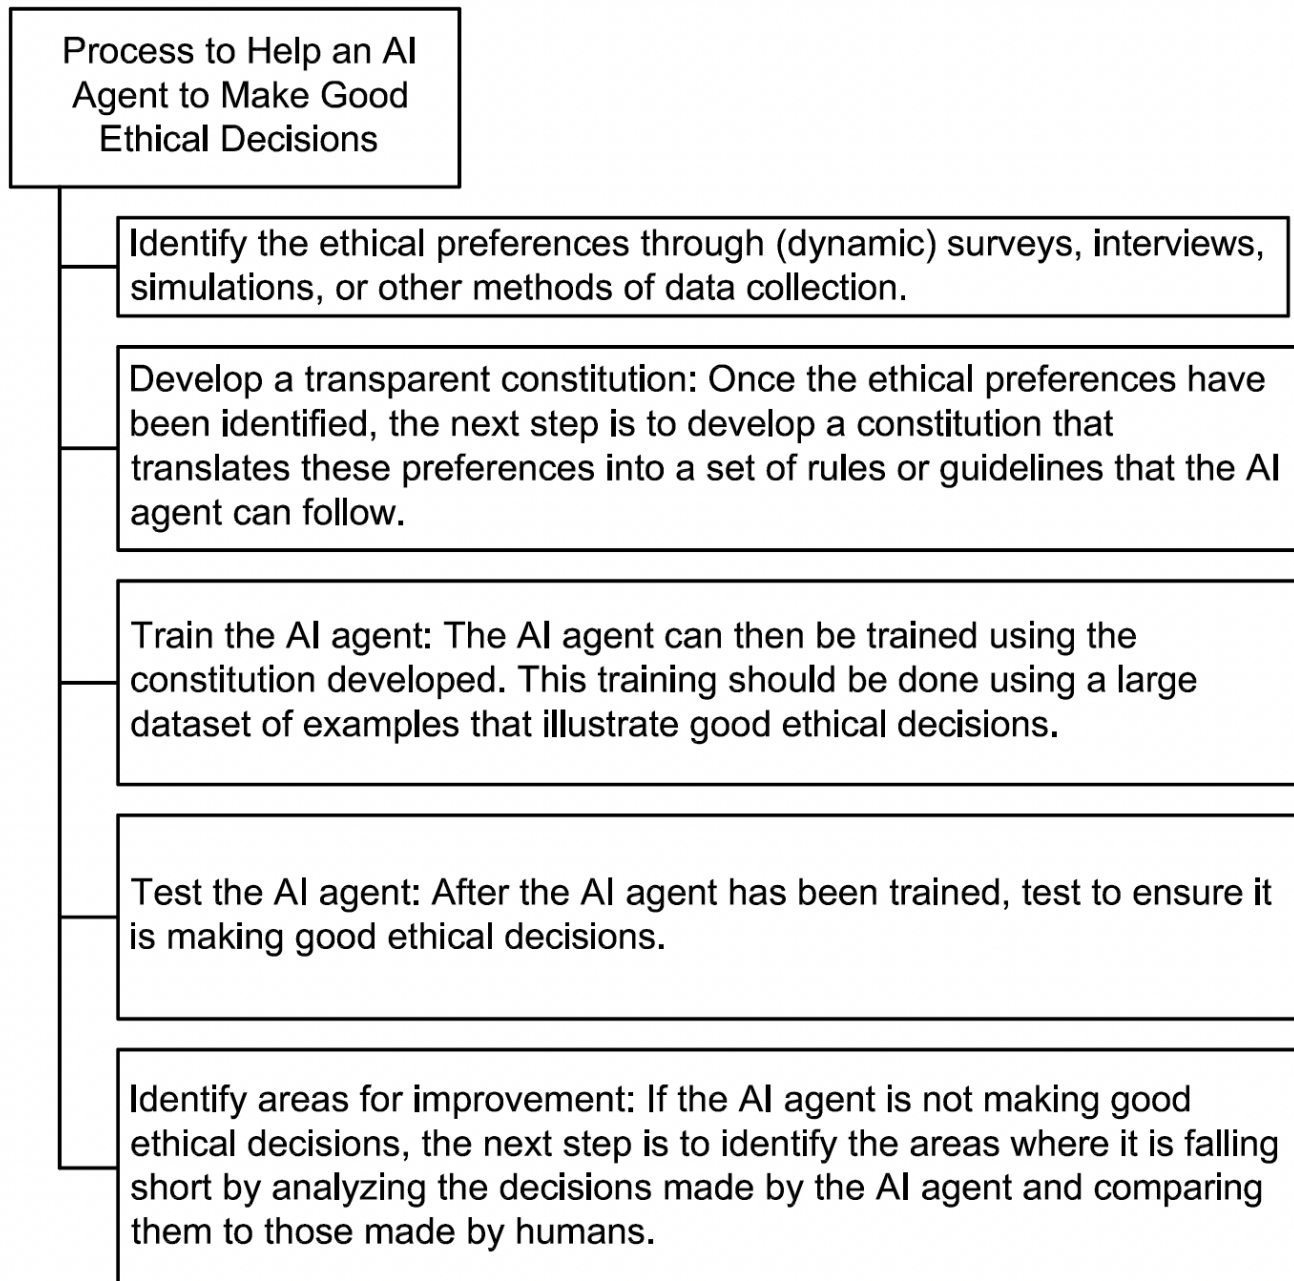 Process to Help an AI
Agent to Make Good
Ethical Decisions
Identify the ethical preferences through (dynamic) surveys, interviews,
simulations, or other methods of data collection.
Develop a transparent constitution: Once the ethical preferences have
been identified, the next step is to develop a constitution that
translates these preferences into a set of rules or guidelines that the AI
agent can follow.
Train the AI agent: The AI agent can then be trained using the
constitution developed. This training should be done using a large
dataset of examples that illustrate good ethical decisions.
Test the AI agent: After the AI agent has been trained, test to ensure it
is making good ethical decisions.
Identify areas for improvement: If the AI agent is not making good
ethical decisions, the next step is to identify the areas where it is falling
short by analyzing the decisions made by the AI agent and comparing
them to those made by humans.